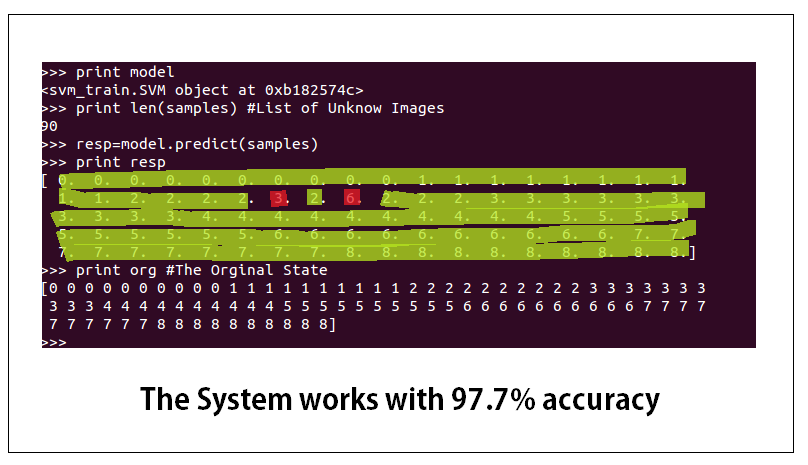 >>> print model
<svm_train.SVM object at 0xb182574c>
>>> print len(samples) #List of Unknow Images
90
>>> resp=model.predict(samples)
>>> print resp
[ 0. 0. 0. 0. 0. 0. 0. 0. 0. 0. 1. 1. 1. 1. 1. 1. 1. 1.
1. 1. 2. 2. 2. 2. 3. 2. 6. 2. 2. 2. 3. 3. 3. 3. 3. 3.
3. 3. 3. 3. 4. 4. 4. 4. 4. 4. 4. 4. 4. 4. 5. 5. 5. 5.
5. 5. 5. 5. 5. 5. 6. 6. 6. 6. 6. 6. 6. 6. 6. 6. 7. 7.
7. 7. 7. 7. 7. 7. 7. 7. 8. 8. 8. 8. 8. 8. 8. 8. 8. 8.]
>>> print org #The Orginal State
[0 0 0 0 0 0 0 0 0 0 1 1 1 1 1 1 1 1 1 1 2 2 2 2 2 2 2 2 2 2 3 3 3 3 3 3 3
3 3 3 4 4 4 4 4 4 4 4 4 4 5 5 5 5 5 5 5 5 5 5 6 6 6 6 6 6 6 6 6 6 7 7 7 7
7 7 7 7 7 7 8 8 8 8 8 8 8 8 8 8]
>>>
The System works with 97.7% accuracy